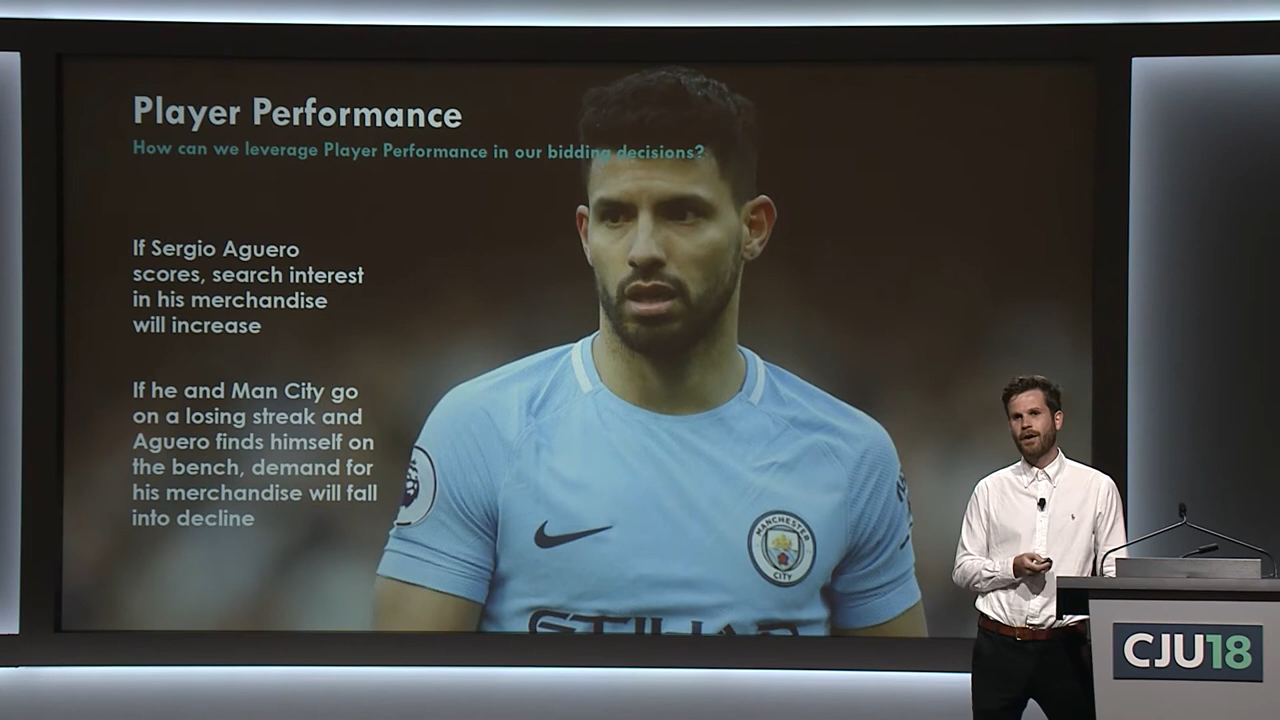 Player Performance
How can we leverage Player Performance in our bidding decisions?
If Sergio Aguero
scores, search interest
in his merchandise
will increase
If he and Man City go
on a losing streak and
Aguero finds himself on
the bench, demand for
his merchandise will fall
into decline
MANCHESTER
CITY
ETIHAD
CJU18